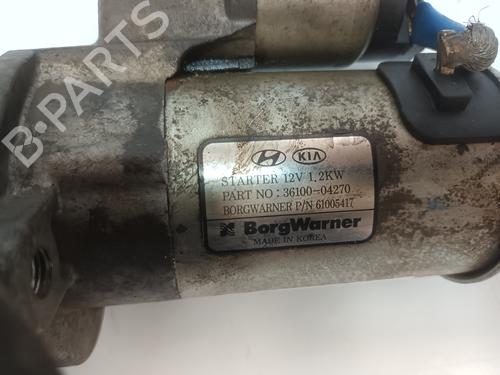 B-PARTS
KIA
STARTER 12V 1,2KW
PART NO : 36100-04270
BORGWARNER P/N 61005417
BorgWarner
MADE IN KOREA